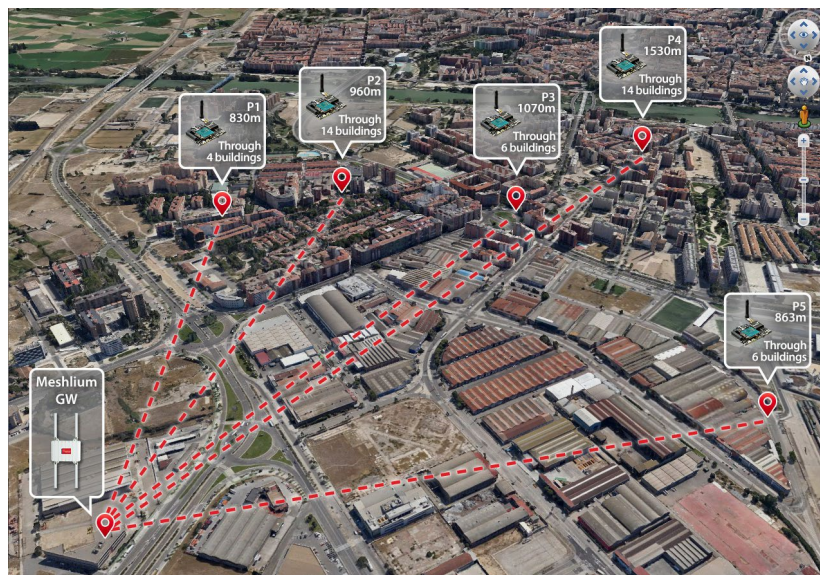 P4
1530m
Through
14 buildings
P2
960m
Through
14 buildings
P3
1070m
Through
6 buildings
P1
830m
Through
4 buildings
P5
863m
Through
6 buildings
Meshlium
GW
N